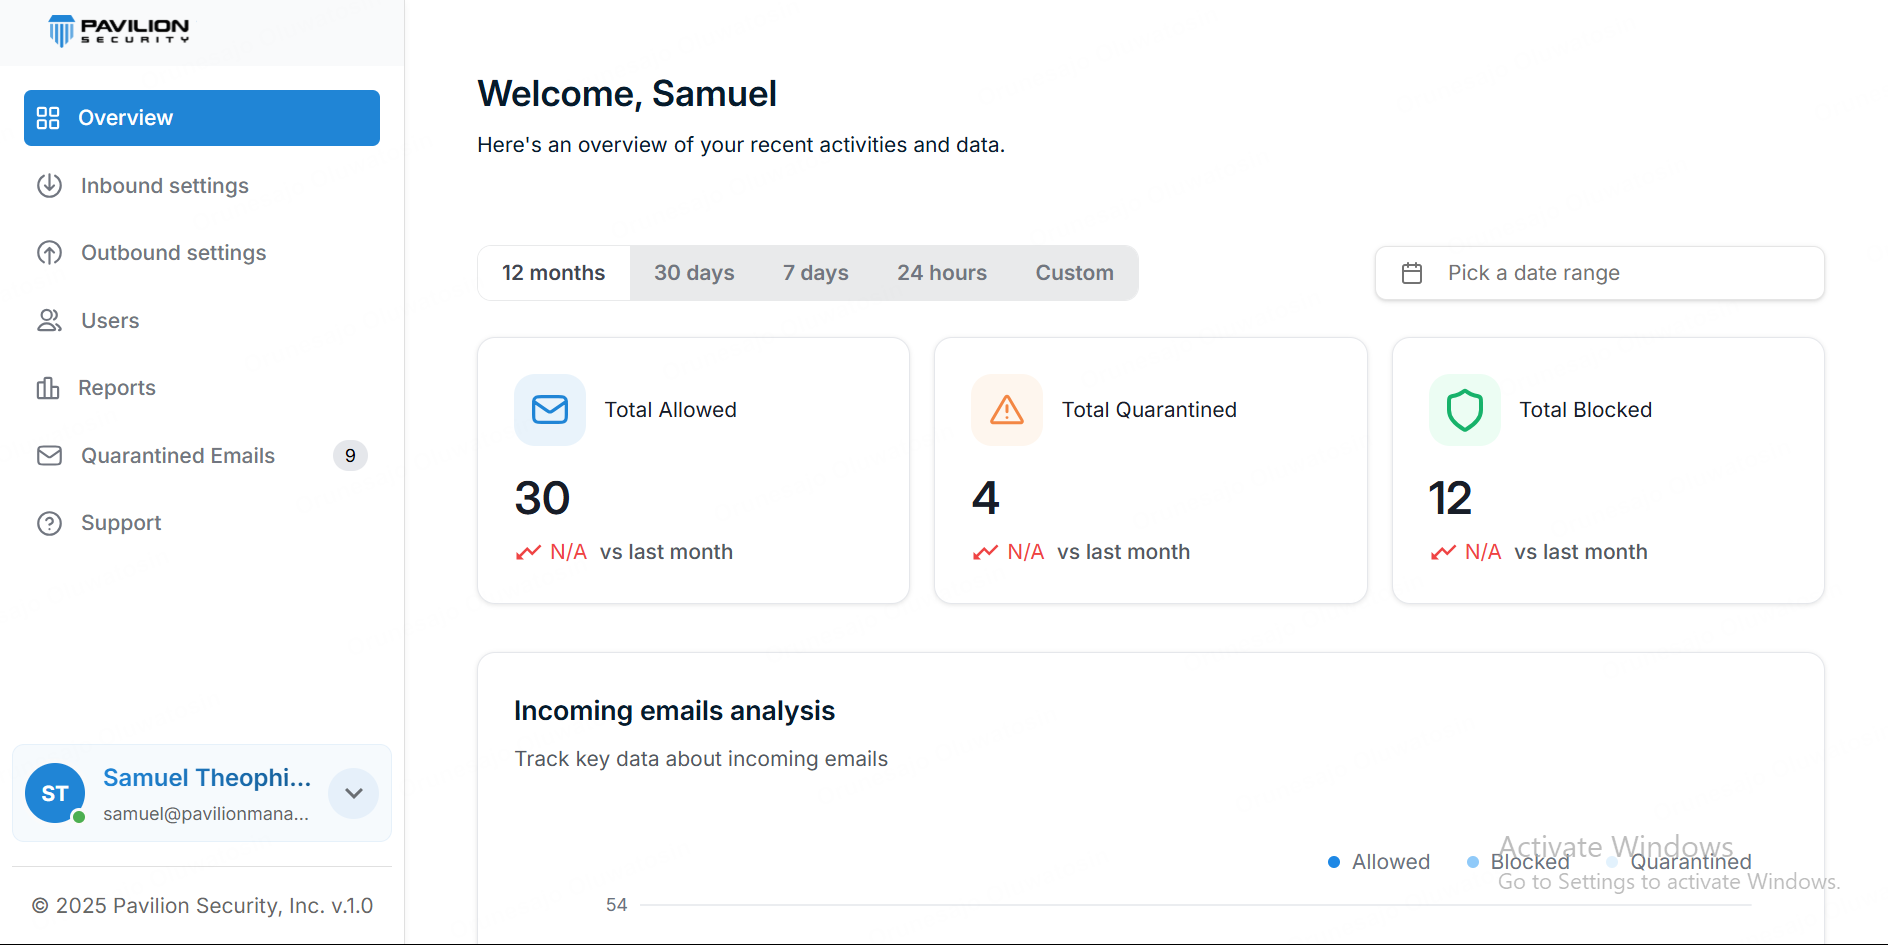 PAVILION
SECURITY
Overview
Inbound settings
Outbound settings
Users
Reports
Quarantined Emails 9
Support
ST
Samuel Theophi...
samuel@pavilionmana...
© 2025 Pavilion Security, Inc. v.1.0
Welcome, Samuel
Here's an overview of your recent activities and data.
12 months 30 days 7 days 24 hours Custom
Pick a date range
Total Allowed
30
N/A vs last month
Total Quarantined
4
N/A vs last month
Total Blocked
12
N/A vs last month
Incoming emails analysis
Track key data about incoming emails
Allowed Blocked Quarantined
54
Activate Windows
Go to Settings to activate Windows.